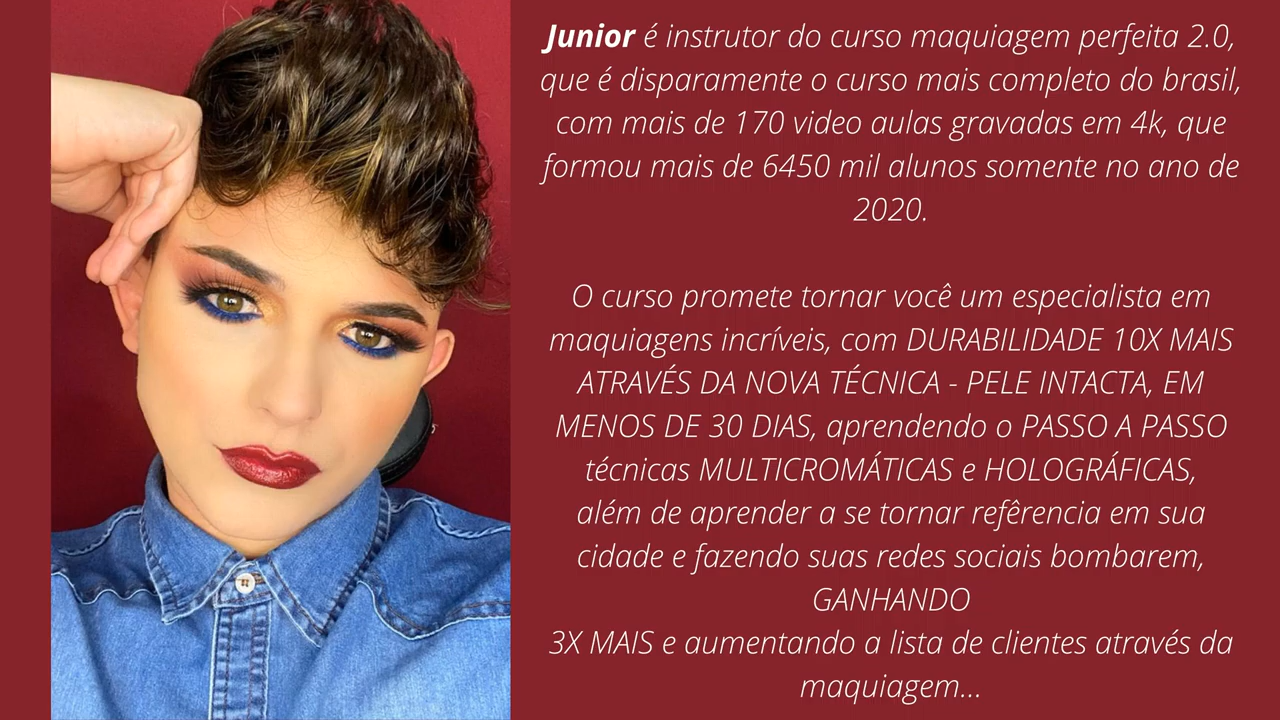 Junior é instrutor do curso maquiagem perfeita 2.0,
que é disparamente o curso mais completo do brasil,
com mais de 170 video aulas gravadas em 4k, que
formou mais de 6450 mil alunos somente no ano de
2020.
O curso promete tornar você um especialista em
maquiagens incríveis, com DURABILIDADE 10X MAIS
ATRAVÉS DA NOVA TÉCNICA - PELE INTACTA, EM
MENOS DE 30 DIAS, aprendendo o PASSO A PASSO
técnicas MULTICROMÁTICAS e HOLOGRÁFICAS,
além de aprender a se tornar refêrencia em sua
cidade e fazendo suas redes sociais bombarem,
GANHANDO
3X MAIS e aumentando a lista de clientes através da
maquiagem...